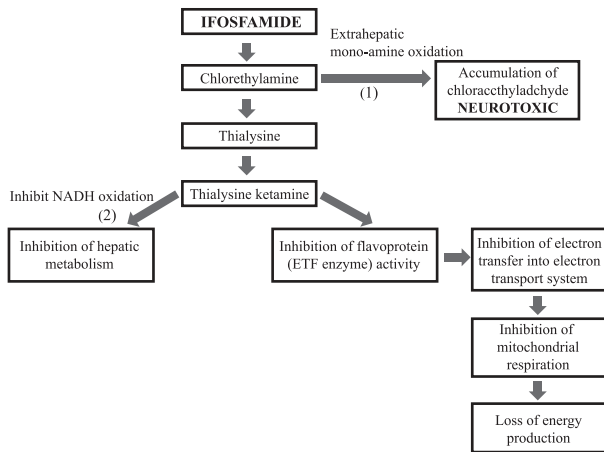 IFOSFAMIDE
Extrahepatic
mono-amine oxidation
Chlorethylamine
(1)
Accumulation of
chloraccthyladchyde
NEUROTOXIC
Thialysine
Inhibit NADH oxidation
(2)
Thialysine ketamine
Inhibition of hepatic
metabolism
Inhibition of flavoprotein
(ETF enzyme) activity
Inhibition of electron
transfer into electron
transport system
Inhibition of
mitochondrial
respiration
Loss of energy
production